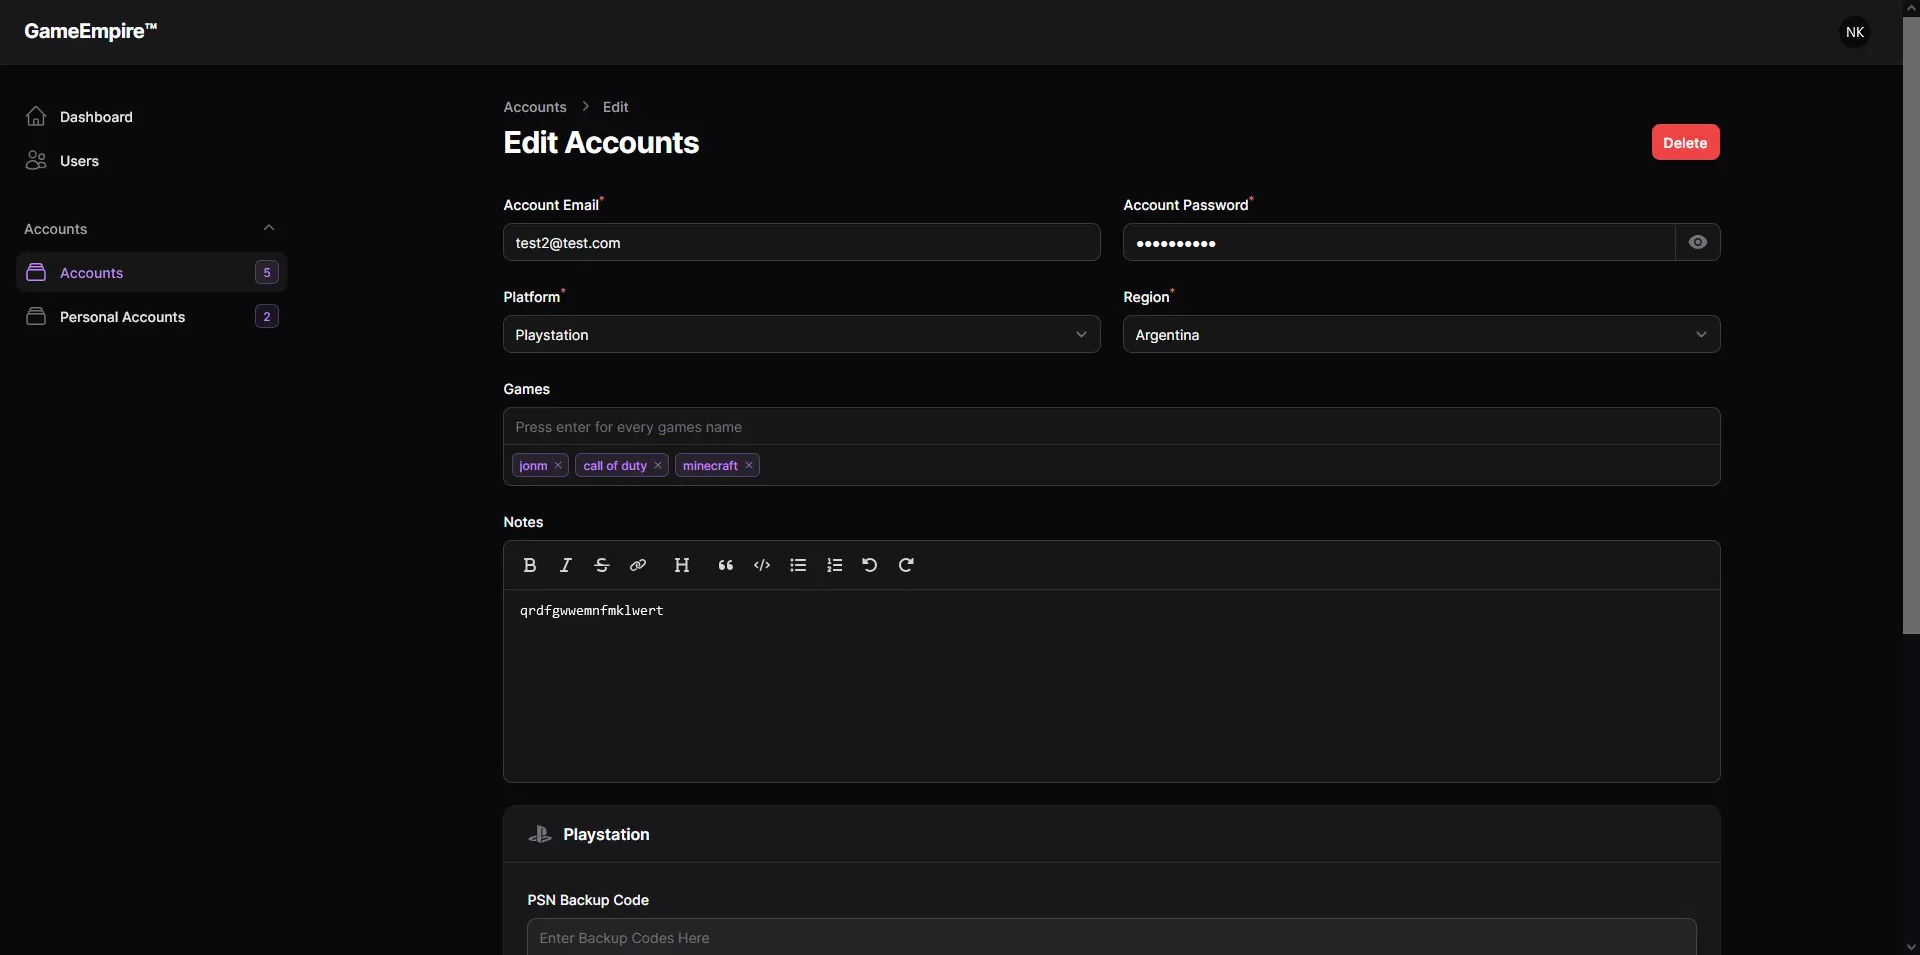 GameEmpire™
NK
Dashboard
Users
Accounts
Accounts 5
Personal Accounts 2
Accounts > Edit
Edit Accounts
Delete
Account Email*
test2@test.com
Account Password*
••••••••••
Platform*
Playstation
Region*
Argentina
Games
Press enter for every games name
jonm × call of duty × minecraft ×
Notes
B I S H
qrdfgwwemnfmklwert
Playstation
PSN Backup Code
Enter Backup Codes Here